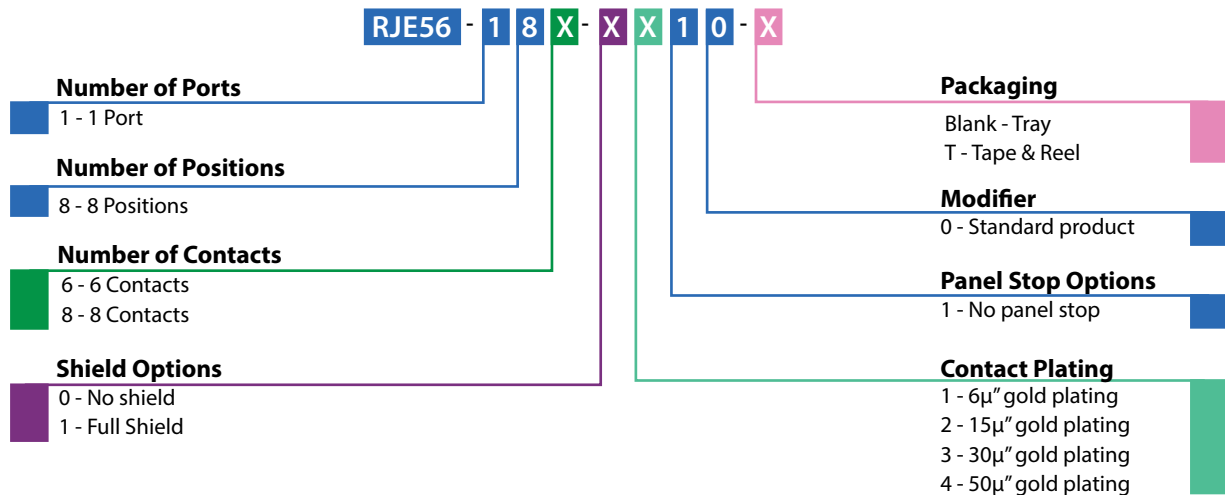 RJE56 - 1 8 X - X X 1 0 - X
Number of Ports
1 - 1 Port
Number of Positions
8 - 8 Positions
Number of Contacts
6 - 6 Contacts
8 - 8 Contacts
Shield Options
0 - No shield
1 - Full Shield
Packaging
Blank - Tray
T - Tape & Reel
Modifier
0 - Standard product
Panel Stop Options
1 - No panel stop
Contact Plating
1 - 6µ” gold plating
2 - 15µ” gold plating
3 - 30µ” gold plating
4 - 50µ” gold plating